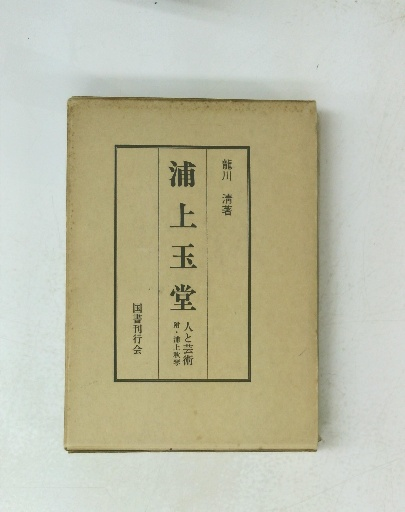 龍川 清著
浦上玉堂
人と芸術
附・浦上秋琴
国書刊行会